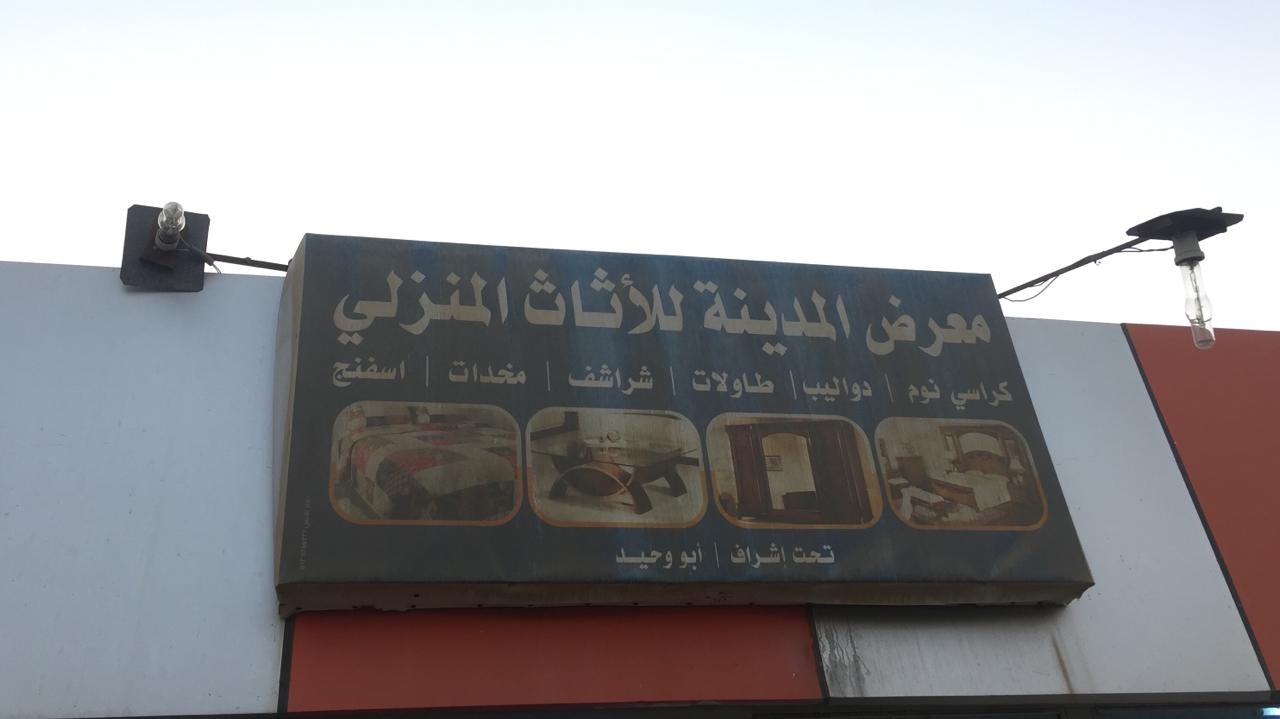 معرض المدينة للأثاث المنزلي
كراسي نوم | دواليب | طاولات | شراشف | مخدات | اسفنج
تحت إشراف | أبو وحيد